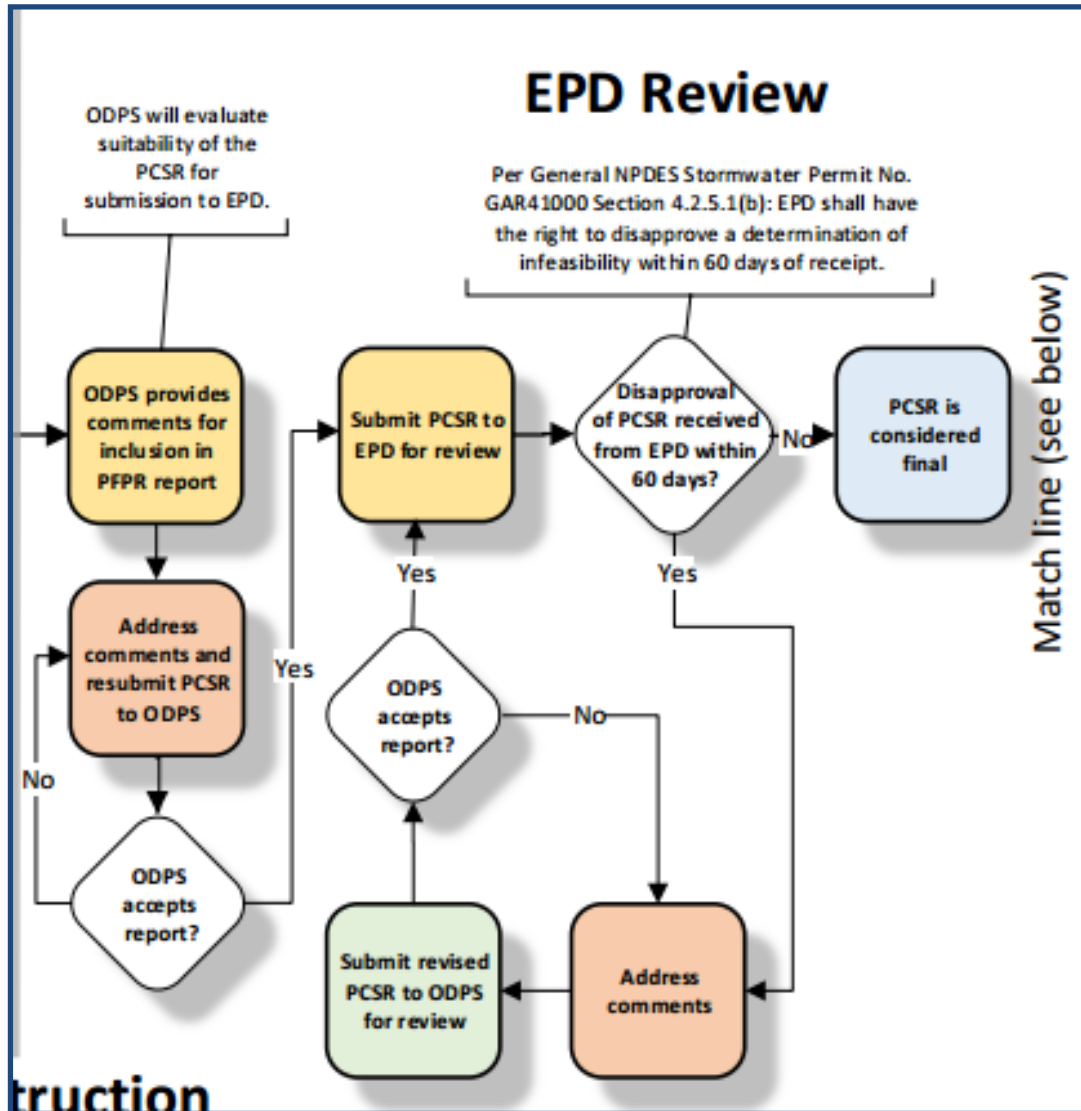 EPD Review
ODPS will evaluate
suitability of the
PCSR for
submission to EPD.
Per General NPDES Stormwater Permit No.
GAR41000 Section 4.2.5.1(b): EPD shall have
the right to disapprove a determination of
infeasibility within 60 days of receipt.
ODPS provides
comments for
inclusion in
PFPR report
Submit PCSR to
EPD for review
Disapproval
of PCSR received
from EPD within
60 days?
No
PCSR is
considered
final
Match line (see below)
Yes
Yes
Address
comments and
resubmit PCSR
to ODPS
Yes
ODPS
accepts
report?
No
No
ODPS
accepts
report?
Submit revised
PCSR to ODPS
for review
Address
comments
truction